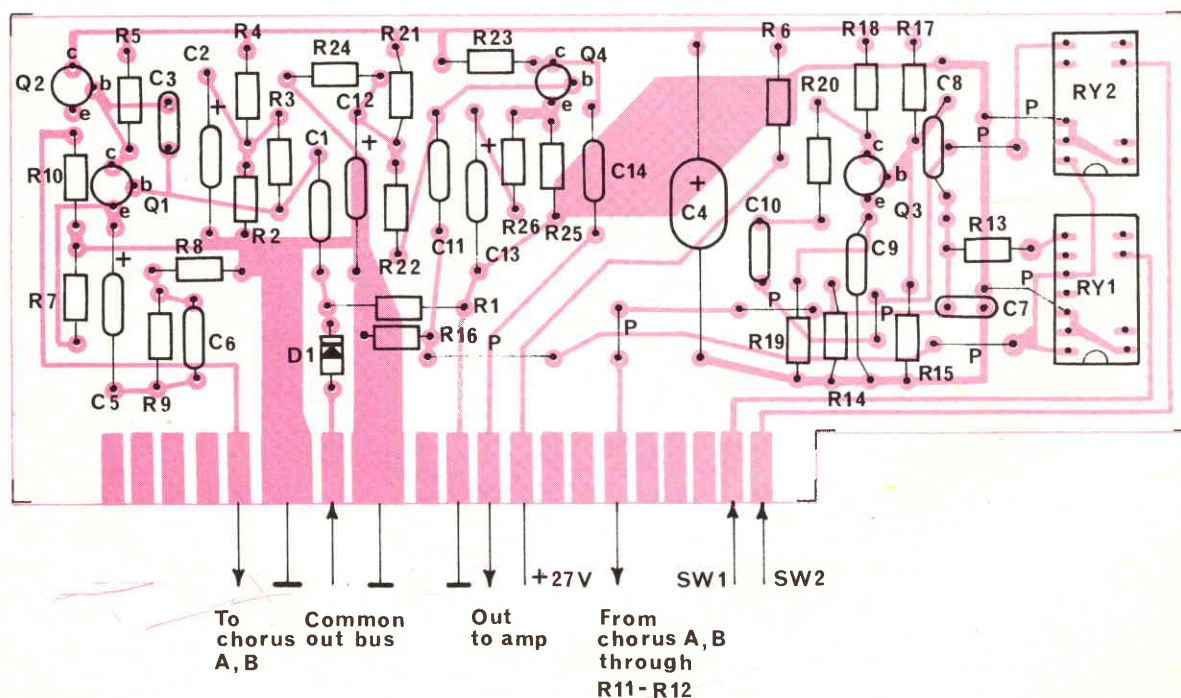 R5
R4
C2
R24
R21
R23
Q4
R6
R18
R17
c
C3
c
Q2
b
R3
C12
b
R20
C8
RY2
P
P
e
+
e
C1
+
+
e
C14
+
c
R10
c
b
Q1
b
Q3
C10
e
R2
R26
R25
C4
e
R13
R8
R22
C11
C13
C9
+
R7
P
R1
P
RY1
C7
P
P
C6
R16
P
R19
D1
P
R15
C5
R9
R14
+27V
SW1
SW2
To
chorus
A, B
Common
out bus
Out
to amp
From
chorus A, B
through
R11-R12